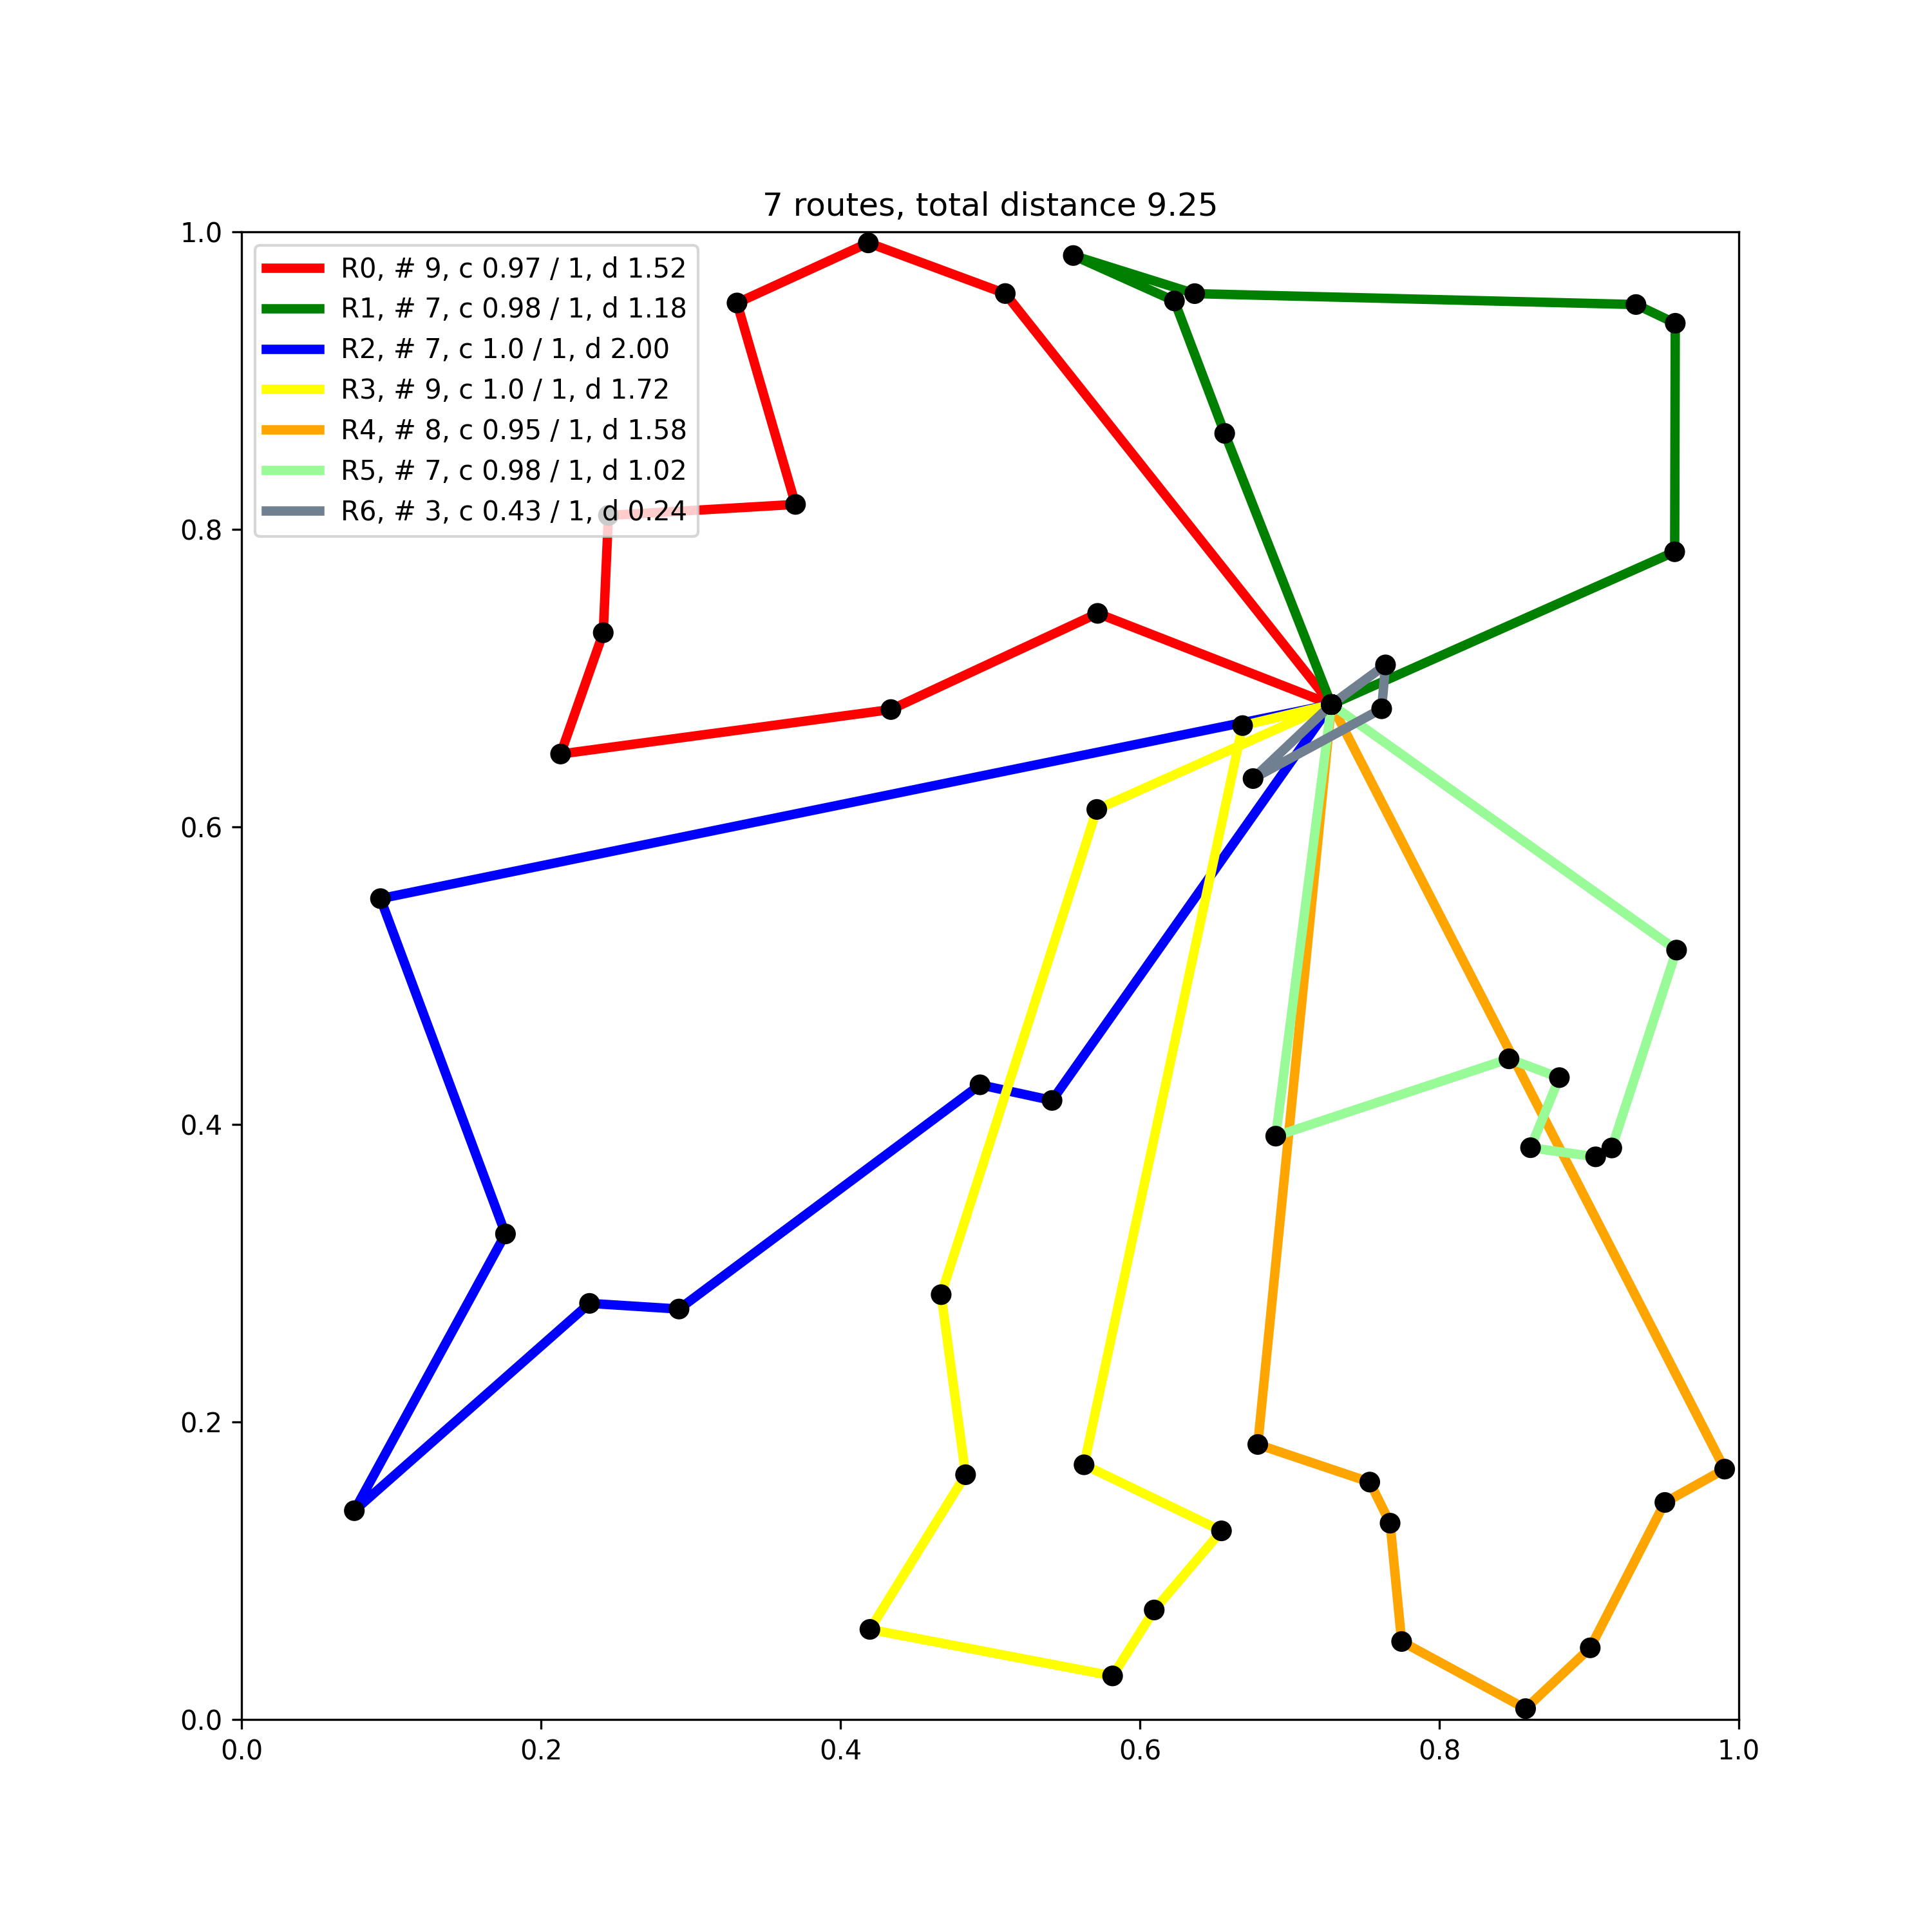 7 routes, total distance 9.25
1.0
R0, # 9, c 0.97 / 1, d 1.52
R1, # 7, c 0.98 / 1, d 1.18
R2, # 7, c 1.0 / 1, d 2.00
R3, # 9, c 1.0 / 1, d 1.72
R4, # 8, c 0.95 / 1, d 1.58
R5, # 7, c 0.98 / 1, d 1.02
R6, # 3, c 0.43 / 1, d 0.24
0.8
0.6
0.4
0.2
0.0
0.0 0.2 0.4 0.6 0.8 1.0